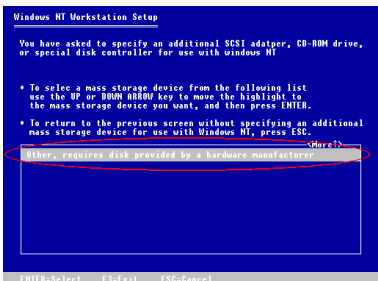 Windows NT Workstation Setup
You have asked to specify an additional SCSI adatper, CD-ROM drive,
or special disk controller for use with windows NT
• To selec a mass storage device from the following list
use the UP or DOWN ARROW key to move the highlight to
the mass storage device you want, and then press ENTER.
• To return to the previous screen without specifying an additional
mass storage device for use with Windows NT, press ESC.
<More↑>
Other, requires disk provided by a hardware manufacturer
ENTER=Select F3=Exit ESC=Cancel